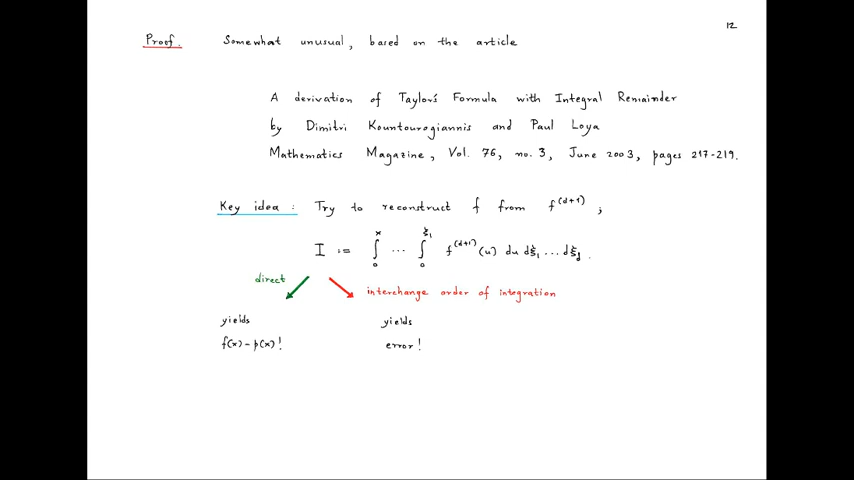 12
Proof. Somewhat unusual, based on the article
A derivation of Taylor's Formula with Integral Remainder
by Dimitri Kountourogiannis and Paul Loya
Mathematics Magazine, Vol. 76, no. 3, June 2003, pages 217-219.
Key idea: Try to reconstruct f from f^(d+1);
I := ∫_0^x ... ∫_0^ξ_1 f^(d+1)(u) du dξ_1 ... dξ_d.
direct
interchange order of integration
yields yields
f(x) - p(x)! error!